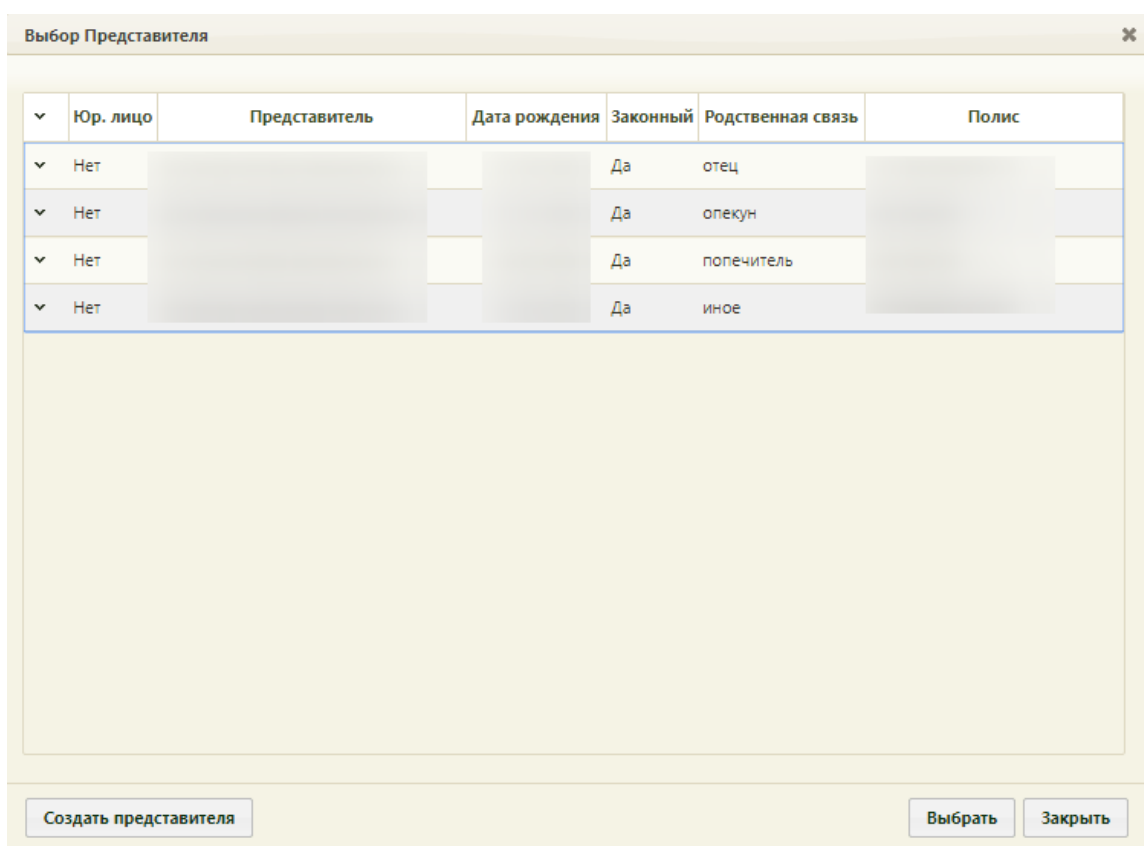 Выбор Представителя
Юр. лицо Представитель Дата рождения Законный Родственная связь Полис
Нет Да отец
Нет Да опекун
Нет Да попечитель
Нет Да иное
Создать представителя Выбрать Закрыть